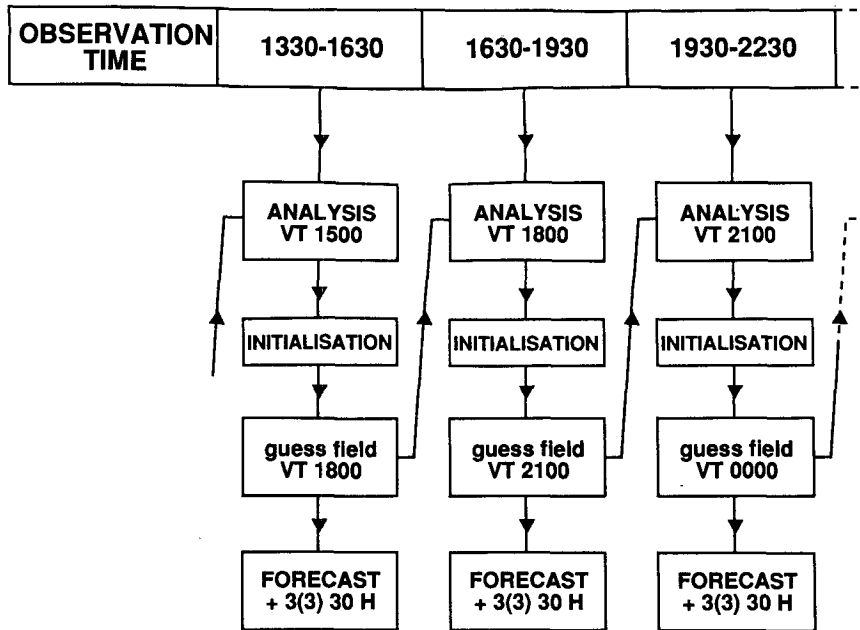 OBSERVATION TIME
1330-1630
1630-1930
1930-2230
ANALYSIS
VT 1500
ANALYSIS
VT 1800
ANALYSIS
VT 2100
INITIALISATION
INITIALISATION
INITIALISATION
guess field
VT 1800
guess field
VT 2100
guess field
VT 0000
FORECAST
+ 3(3) 30 H
FORECAST
+ 3(3) 30 H
FORECAST
+ 3(3) 30 H